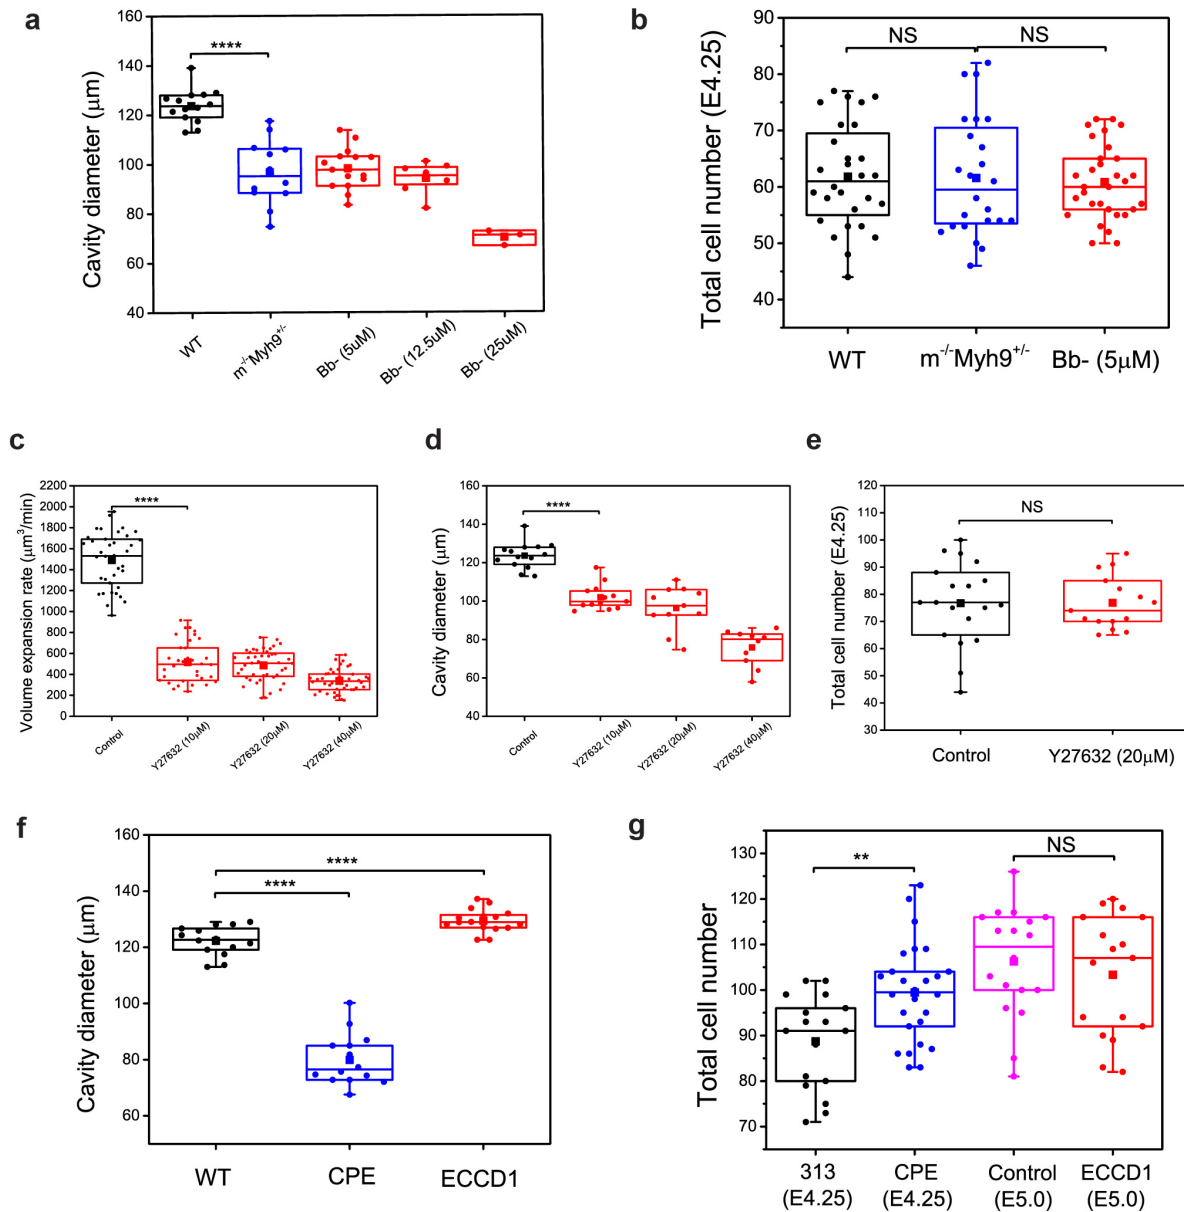 a
Cavity diameter (μm)
160
140
120
100
80
60
40
****
WT
m-/-Myh9+/-
Bb- (5uM)
Bb- (12.5uM)
Bb- (25uM)
b
Total cell number (E4.25)
90
80
70
60
50
40
NS
NS
WT
m-/-Myh9+/-
Bb- (5μM)
c
Volume expansion rate (μm3/min)
2200
2000
1800
1600
1400
1200
1000
800
600
400
200
0
****
Control
Y27632 (10μM)
Y27632 (20μM)
Y27632 (40μM)
d
Cavity diameter (μm)
160
140
120
100
80
60
40
****
Control
Y27632 (10μM)
Y27632 (20μM)
Y27632 (40μM)
e
Total cell number (E4.25)
120
110
100
90
80
70
60
50
40
30
NS
Control
Y27632 (20μM)
f
Cavity diameter (μm)
160
140
120
100
80
60
****
****
WT
CPE
ECCD1
g
Total cell number
130
120
110
100
90
80
70
**
NS
313
(E4.25)
CPE
(E4.25)
Control
(E5.0)
ECCD1
(E5.0)